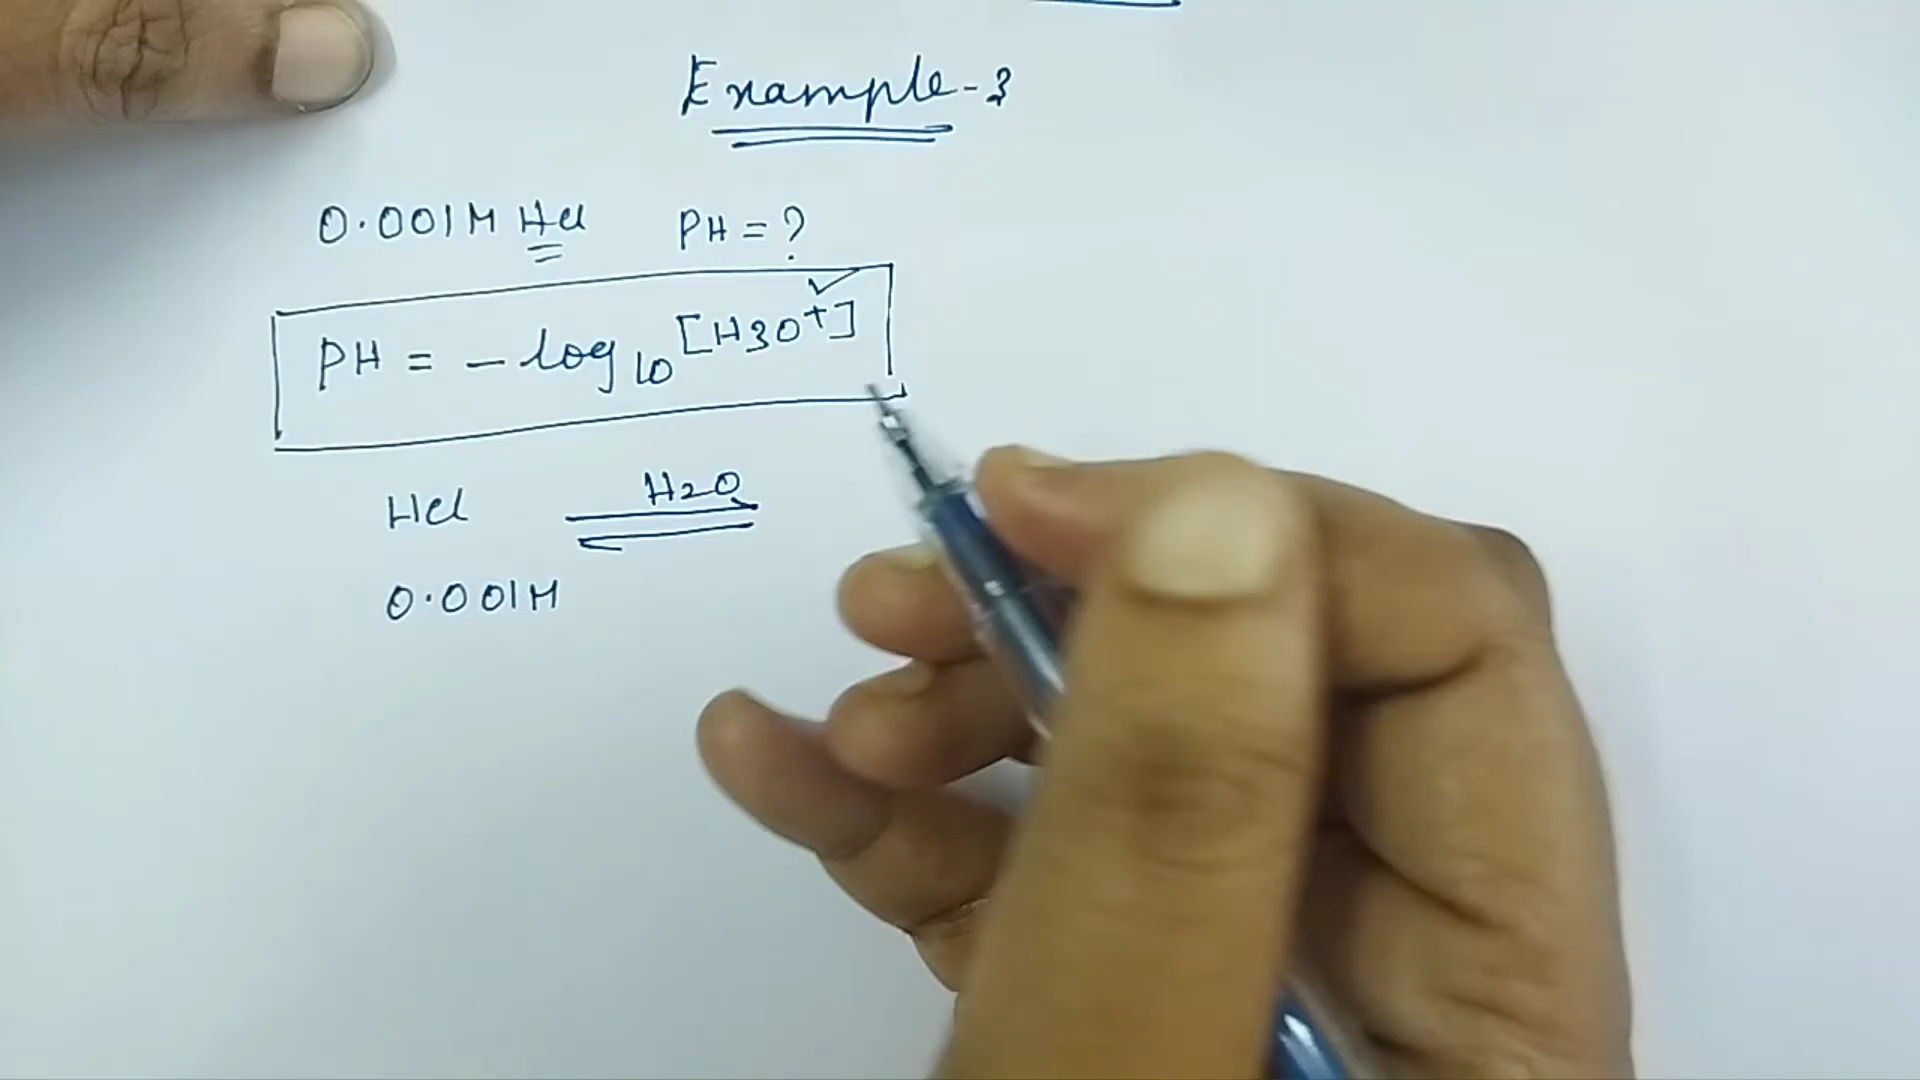 Example-3
0.001M HCl PH = ?
PH = - log10 [H3O+]
HCl H2O
0.001M